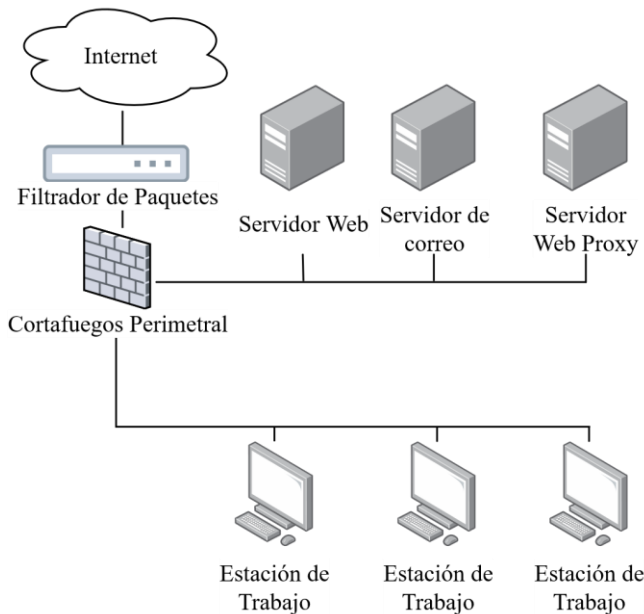 Internet
Filtrador de Paquetes
Servidor Web
Servidor de
correo
Servidor
Web Proxy
Cortafuegos Perimetral
Estación de
Trabajo
Estación de
Trabajo
Estación de
Trabajo